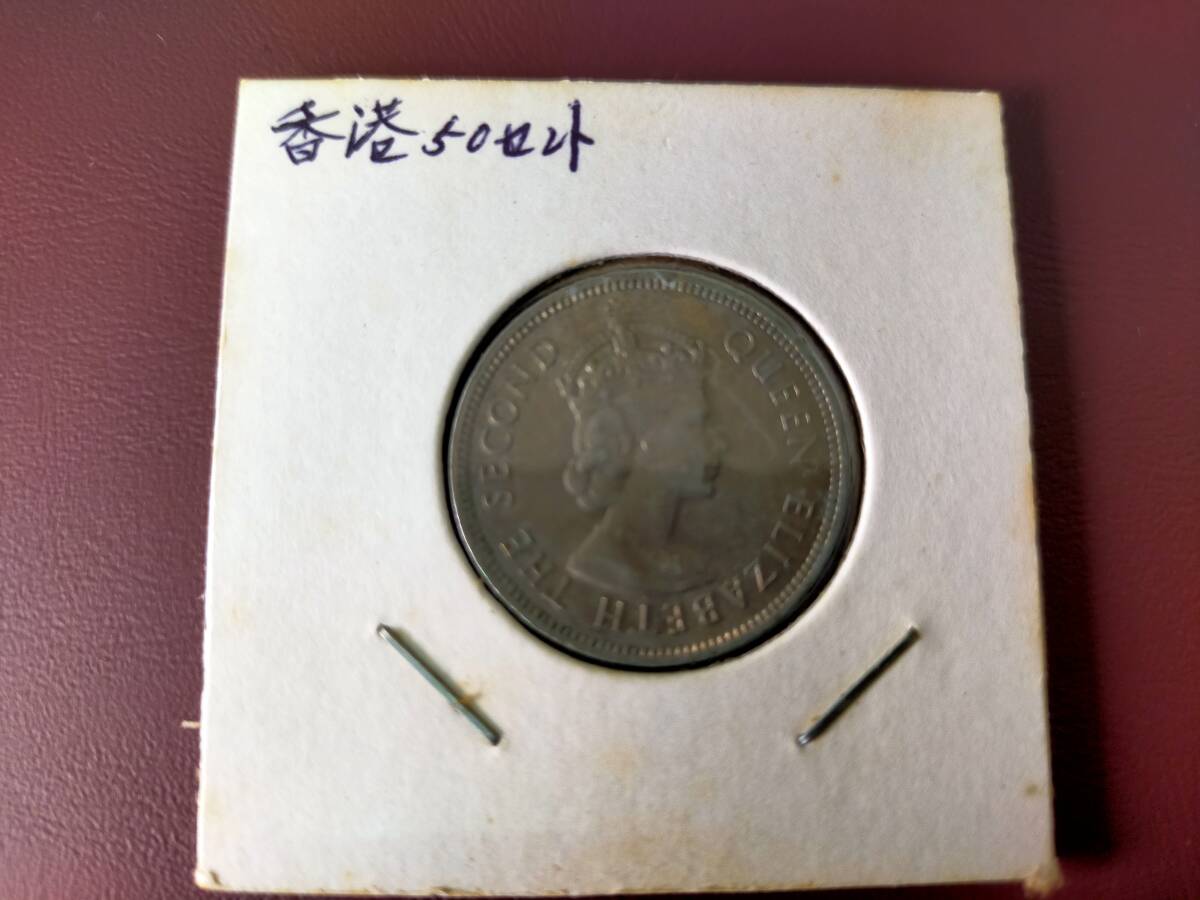 香港50セント
QUEEN ELIZABETH THE SECOND